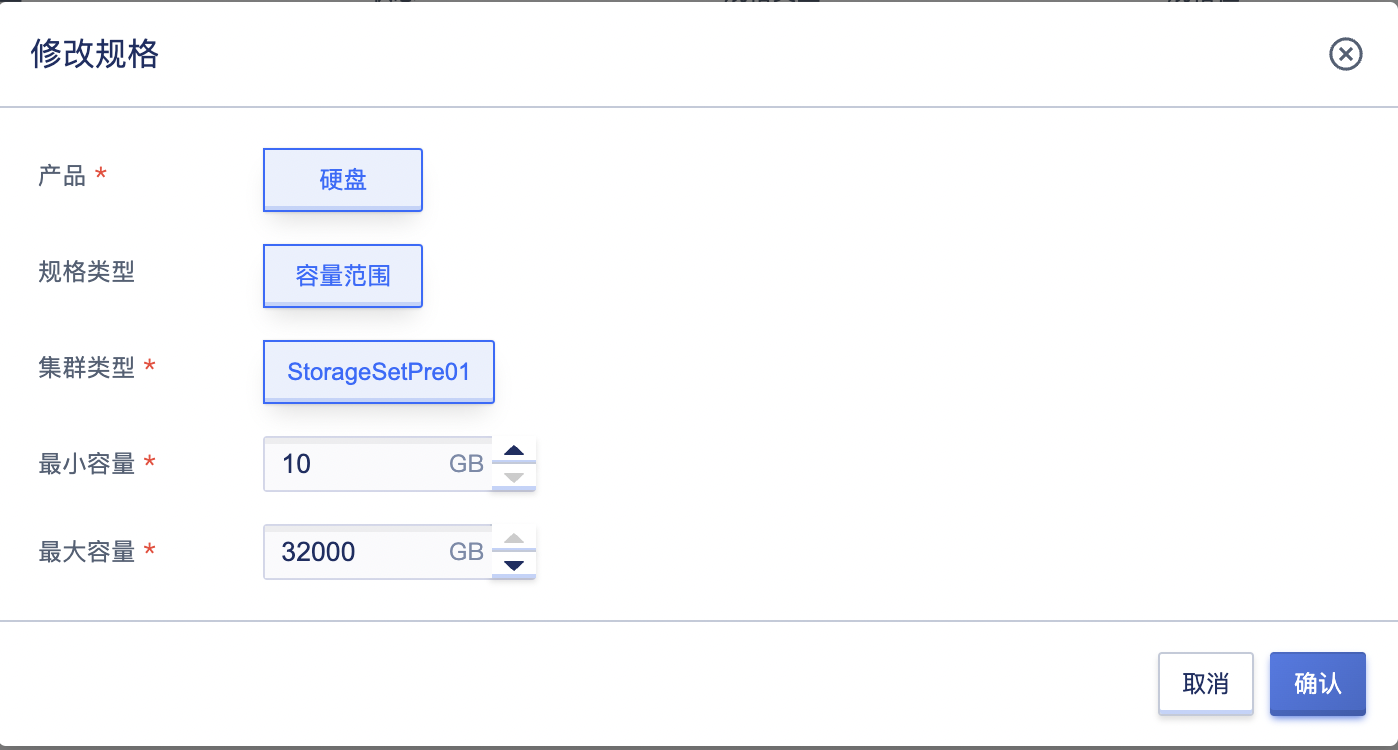 修改规格
产品 *
硬盘
规格类型
容量范围
集群类型 *
StorageSetPre01
最小容量 *
10 GB
最大容量 *
32000 GB
取消
确认